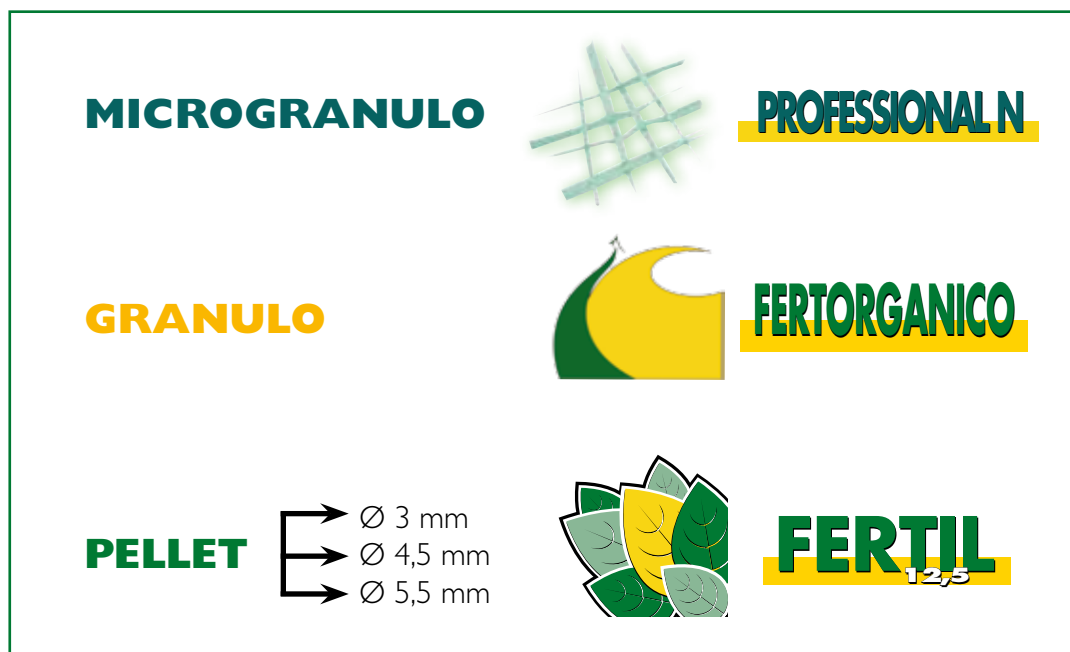 MICROGRANULO
PROFESSIONAL N
GRANULO
FERTORGANICO
PELLET
Ø 3 mm
Ø 4,5 mm
Ø 5,5 mm
FERTIL
12,5